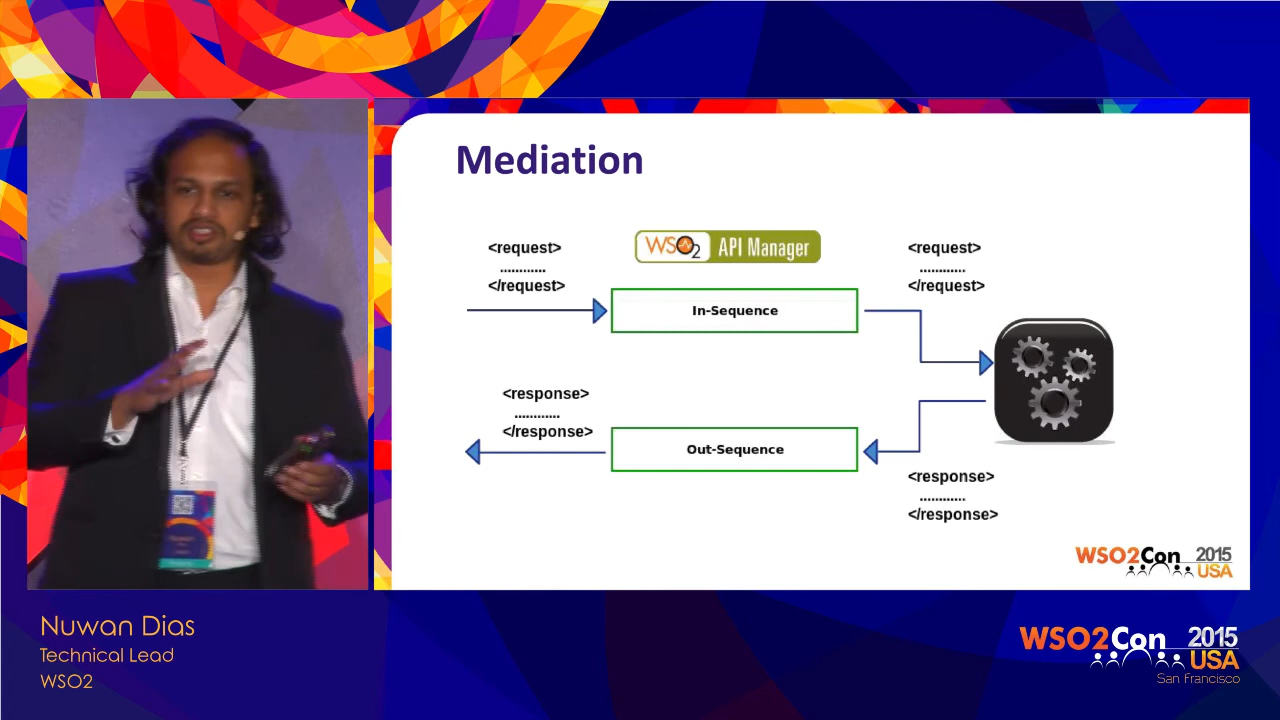 Mediation
<request>
............
</request>
WSO2 API Manager
<request>
............
</request>
In-Sequence
<response>
............
</response>
Out-Sequence
<response>
............
</response>
WSO2Con 2015
USA
Nuwan Dias
Technical Lead
WSO2
WSO2Con 2015
USA
San Francisco